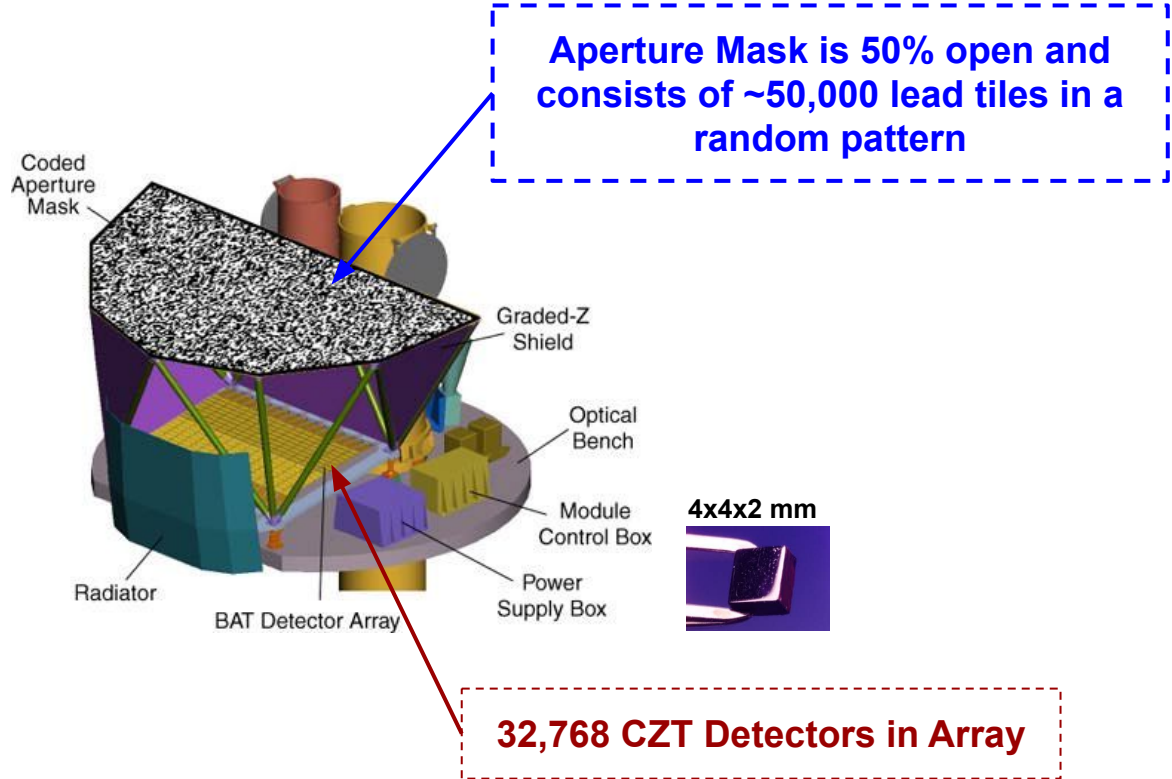 Aperture Mask is 50% open and
consists of ~50,000 lead tiles in a
random pattern
Coded
Aperture
Mask
Graded-Z
Shield
Optical
Bench
4x4x2 mm
Module
Control Box
Radiator
Power
Supply Box
BAT Detector Array
32,768 CZT Detectors in Array